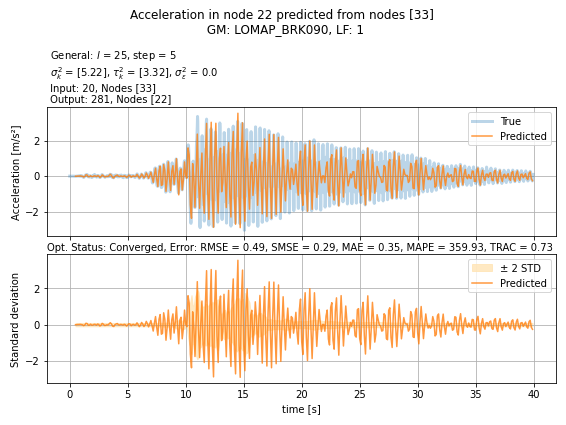 Acceleration in node 22 predicted from nodes [33]
GM: LOMAP_BRK090, LF: 1
General: l = 25, step = 5
σ²ₖ = [5.22], τ²ₖ = [3.32], σ²ε = 0.0
Input: 20, Nodes [33]
Output: 281, Nodes [22]
Acceleration [m/s²]
2
0
−2
True
Predicted
Opt. Status: Converged, Error: RMSE = 0.49, SMSE = 0.29, MAE = 0.35, MAPE = 359.93, TRAC = 0.73
Standard deviation
2
0
−2
± 2 STD
Predicted
0 5 10 15 20 25 30 35 40
time [s]